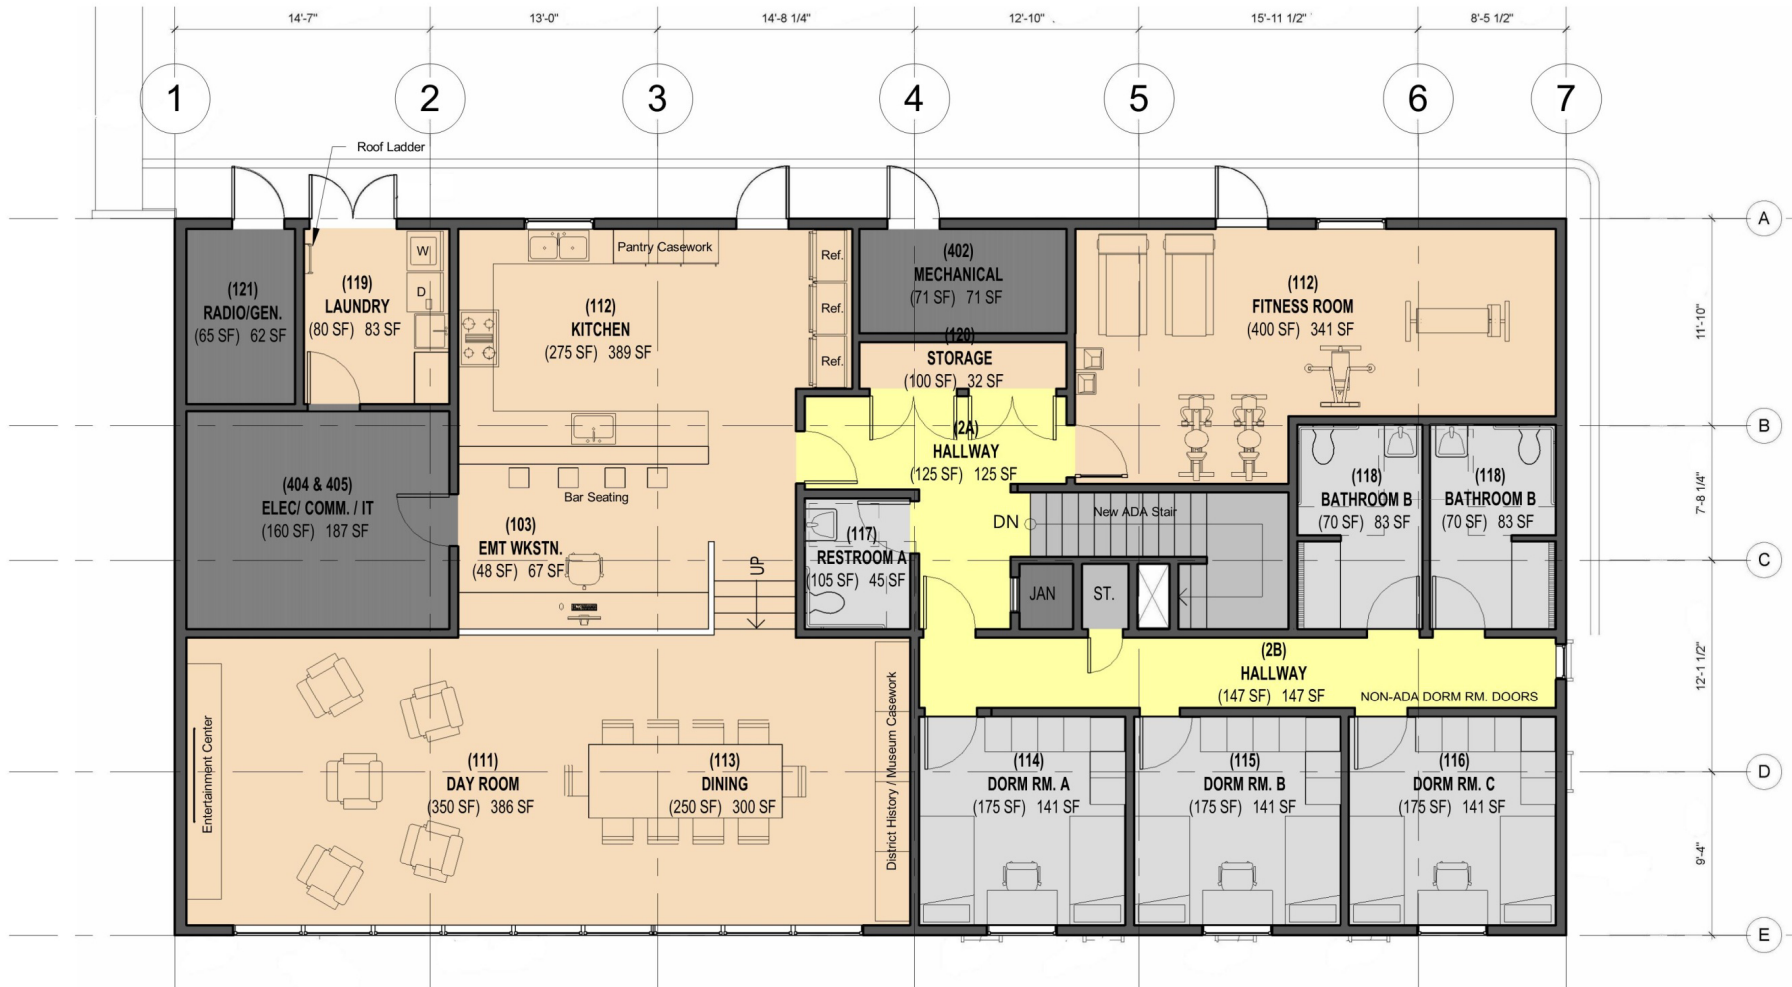 14'-7"
13'-0"
14'-8 1/4"
12'-10"
15'-11 1/2"
8'-5 1/2"
1
2
3
4
5
6
7
Roof Ladder
A
B
C
D
E
11'-10"
7'-8 1/4"
12'-1 1/2"
9'-4"
(121)
RADIO/GEN.
(65 SF) 62 SF
(119)
LAUNDRY
(80 SF) 83 SF
W
D
Pantry Casework
(112)
KITCHEN
(275 SF) 389 SF
Ref.
Ref.
Ref.
(402)
MECHANICAL
(71 SF) 71 SF
(120)
STORAGE
(100 SF) 32 SF
(112)
FITNESS ROOM
(400 SF) 341 SF
(2A)
HALLWAY
(125 SF) 125 SF
(404 & 405)
ELEC/ COMM. / IT
(160 SF) 187 SF
Bar Seating
(103)
EMT WKSTN.
(48 SF) 67 SF
UP
(117)
RESTROOM A
(105 SF) 45 SF
DN
New ADA Stair
JAN
ST.
(118)
BATHROOM B
(70 SF) 83 SF
(118)
BATHROOM B
(70 SF) 83 SF
(2B)
HALLWAY
(147 SF) 147 SF
NON-ADA DORM RM. DOORS
Entertainment Center
(111)
DAY ROOM
(350 SF) 386 SF
(113)
DINING
(250 SF) 300 SF
District History / Museum Casework
(114)
DORM RM. A
(175 SF) 141 SF
(115)
DORM RM. B
(175 SF) 141 SF
(116)
DORM RM. C
(175 SF) 141 SF